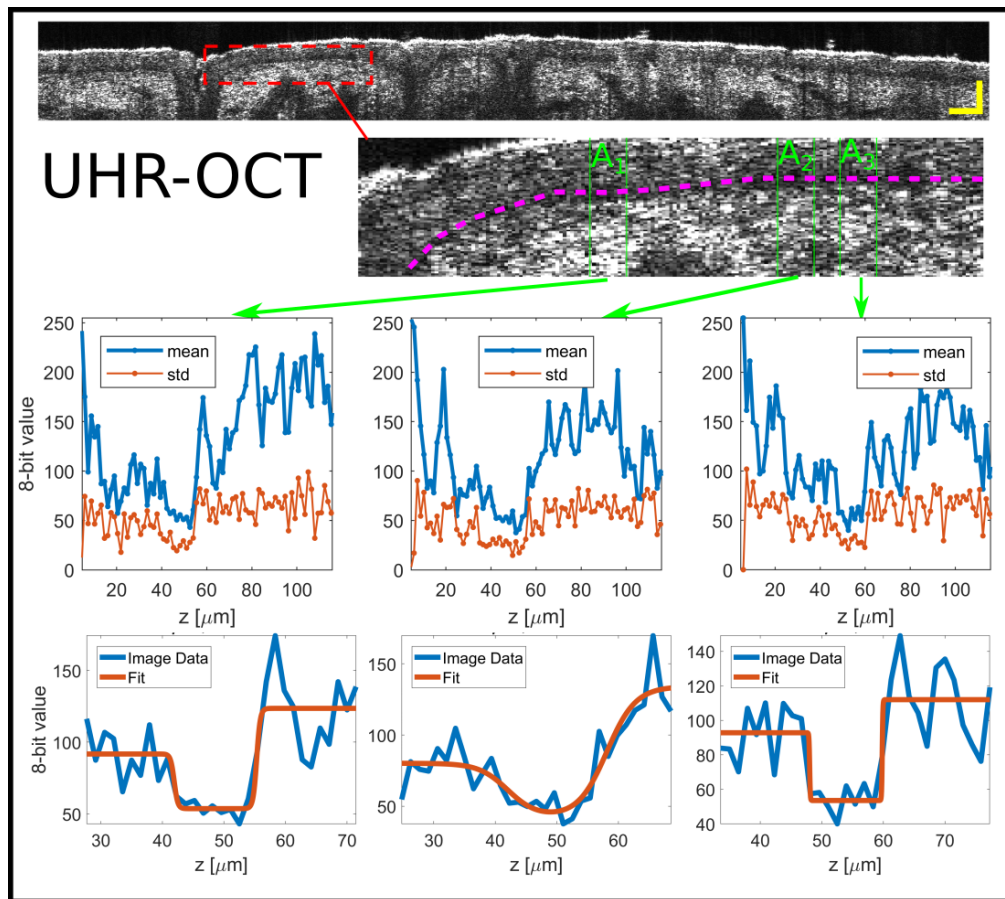 UHR-OCT
A1 A2 A3
250
200
150
100
50
0
8-bit value
mean
std
20 40 60 80 100
z [μm]
250
200
150
100
50
0
mean
std
20 40 60 80 100
z [μm]
250
200
150
100
50
0
mean
std
20 40 60 80 100
z [μm]
150
100
50
8-bit value
Image Data
Fit
30 40 50 60 70
z [μm]
150
100
50
Image Data
Fit
30 40 50 60
z [μm]
140
120
100
80
60
40
Image Data
Fit
40 50 60 70
z [μm]